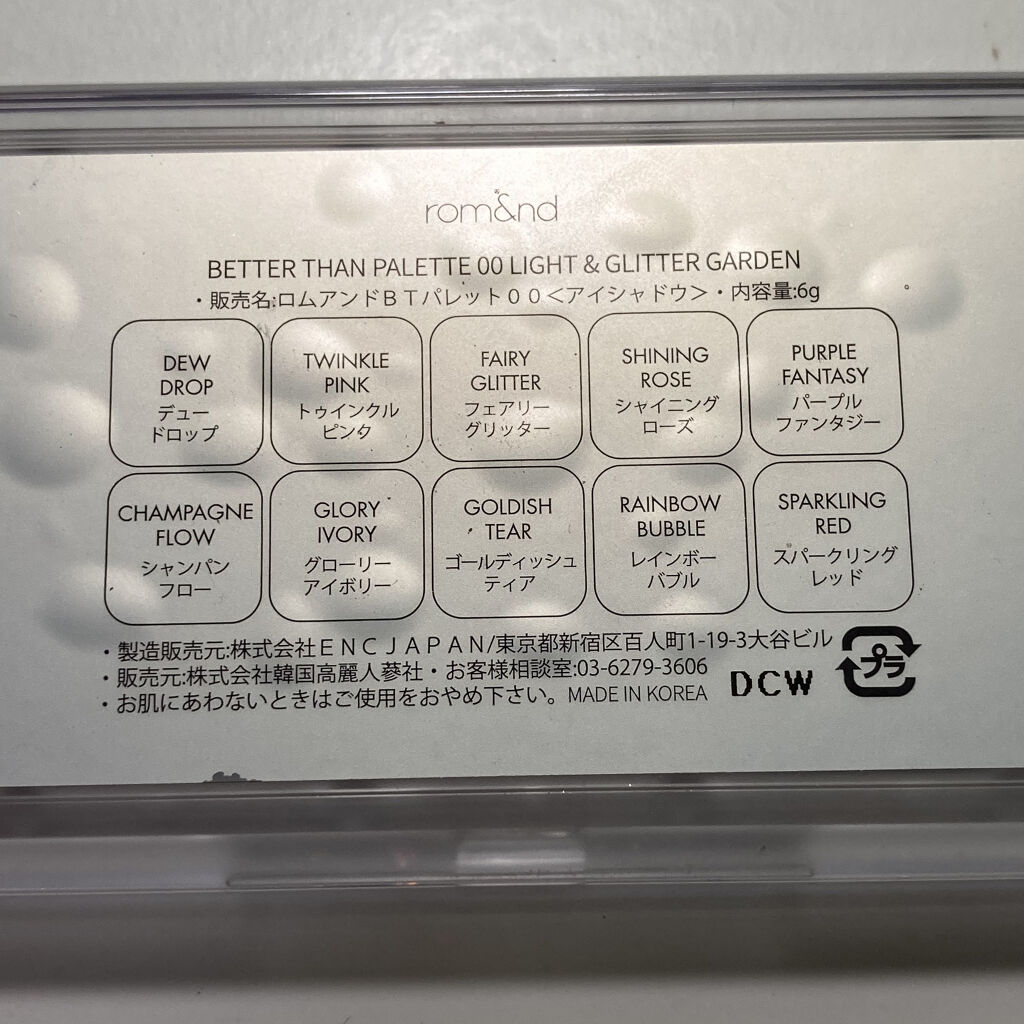 rom&nd
BETTER THAN PALETTE 00 LIGHT & GLITTER GARDEN
・販売名:ロムアンドＢＴパレット００＜アイシャドウ＞・内容量:6g
DEW
DROP
デュー
ドロップ
TWINKLE
PINK
トゥインクル
ピンク
FAIRY
GLITTER
フェアリー
グリッター
SHINING
ROSE
シャイニング
ローズ
PURPLE
FANTASY
パープル
ファンタジー
CHAMPAGNE
FLOW
シャンパン
フロー
GLORY
IVORY
グローリー
アイボリー
GOLDISH
TEAR
ゴールディッシュ
ティア
RAINBOW
BUBBLE
レインボー
バブル
SPARKLING
RED
スパークリング
レッド
・製造販売元:株式会社ＥＮＣＪＡＰＡＮ/東京都新宿区百人町1-19-3大谷ビル
・販売元:株式会社韓国高麗人蔘社・お客様相談室:03-6279-3606
・お肌にあわないときはご使用をおやめ下さい。MADE IN KOREA
DCW
プラ